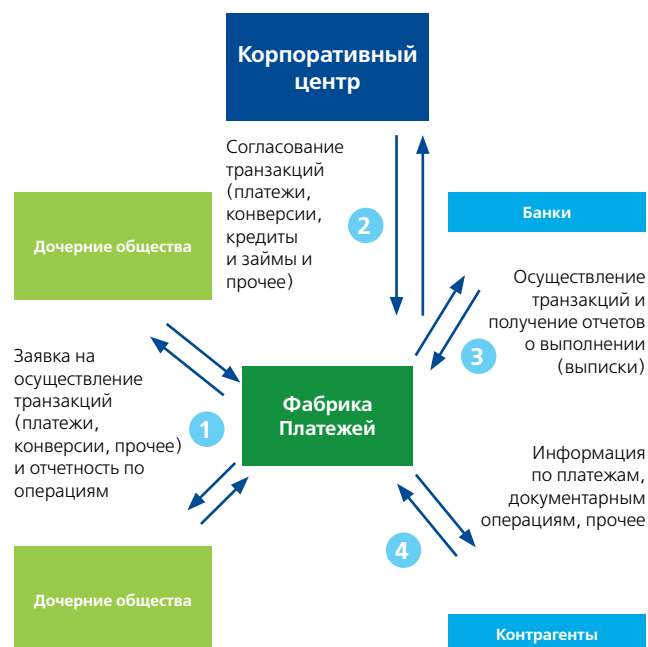 Корпоративный
центр
Согласование
транзакций
(платежи,
конверсии,
кредиты
и займы и
прочее)
2
Дочерние общества
Банки
Осуществление
транзакций и
получение отчетов
о выполнении
(выписки)
3
Заявка на
осуществление
транзакций
(платежи,
конверсии, прочее)
и отчетность по
операциям
1
Фабрика
Платежей
Информация
по платежам,
документарным
операциям, прочее
4
Дочерние общества
Контрагенты